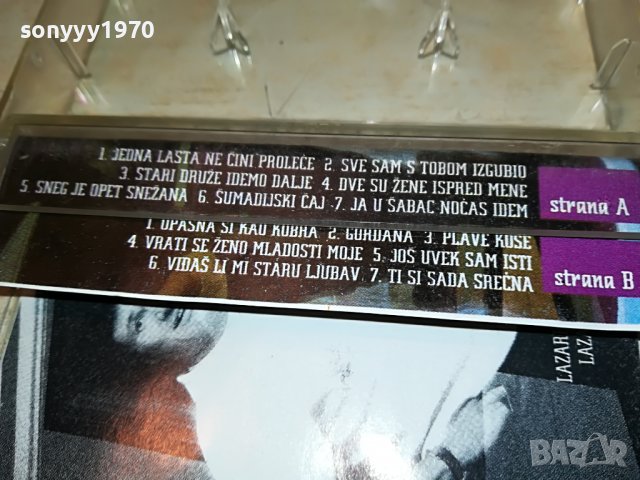 sonyyy1970
1. JEDNA LASTA NE ČINI PROLEĆE 2. SVE SAM S TOBOM IZGUBIO
3. STARI DRUŽE IDEMO DALJE 4. DVE SU ŽENE ISPRED MENE
5. SNEG JE OPET SNEŽANA 6. ŠUMADIJSKI ČAJ 7. JA U ŠABAC NOĆAS IDEM
strana A
1. OPASNA SI KAO KOBRA 2. GORDANA 3. PLAVE KOSE
4. VRATI SE ŽENO MLADOSTI MOJE 5. JOŠ UVEK SAM ISTI
6. VIĐAŠ LI MI STARU LJUBAV 7. TI SI SADA SREĆNA
strana B
LAZAR
LAZ
BAZAR